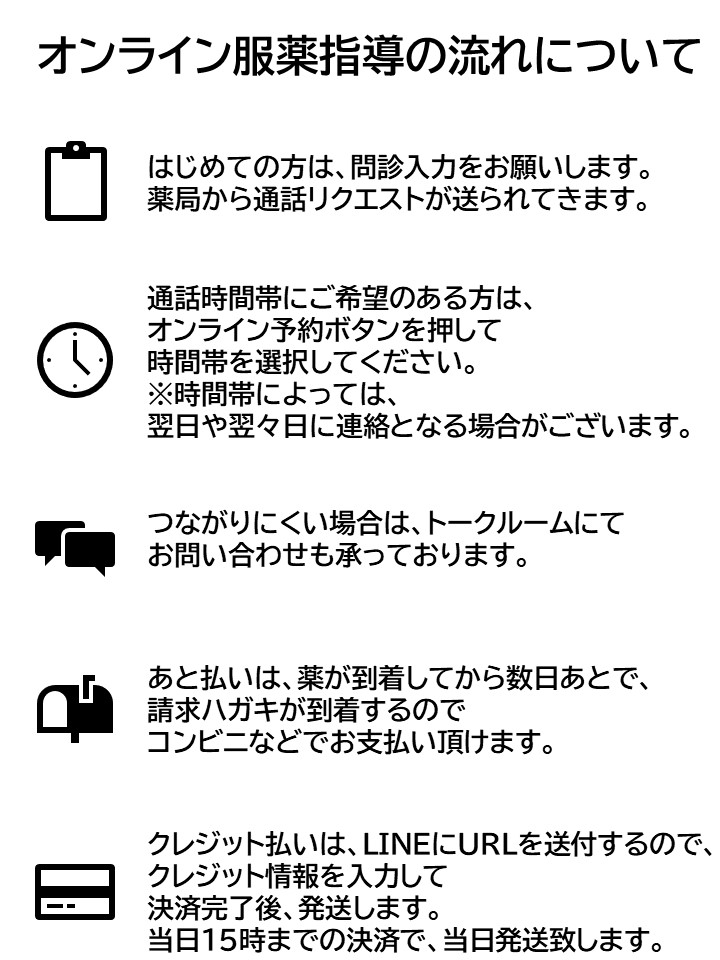 オンライン服薬指導の流れについて
はじめての方は、問診入力をお願いします。
薬局から通話リクエストが送られてきます。
通話時間帯にご希望のある方は、
オンライン予約ボタンを押して
時間帯を選択してください。
※時間帯によっては、
翌日や翌々日に連絡となる場合がございます。
つながりにくい場合は、トークルームにて
お問い合わせも承っております。
あと払いは、薬が到着してから数日あとで、
請求ハガキが到着するので
コンビニなどでお支払い頂けます。
クレジット払いは、LINEにURLを送付するので、
クレジット情報を入力して
決済完了後、発送します。
当日15時までの決済で、当日発送致します。